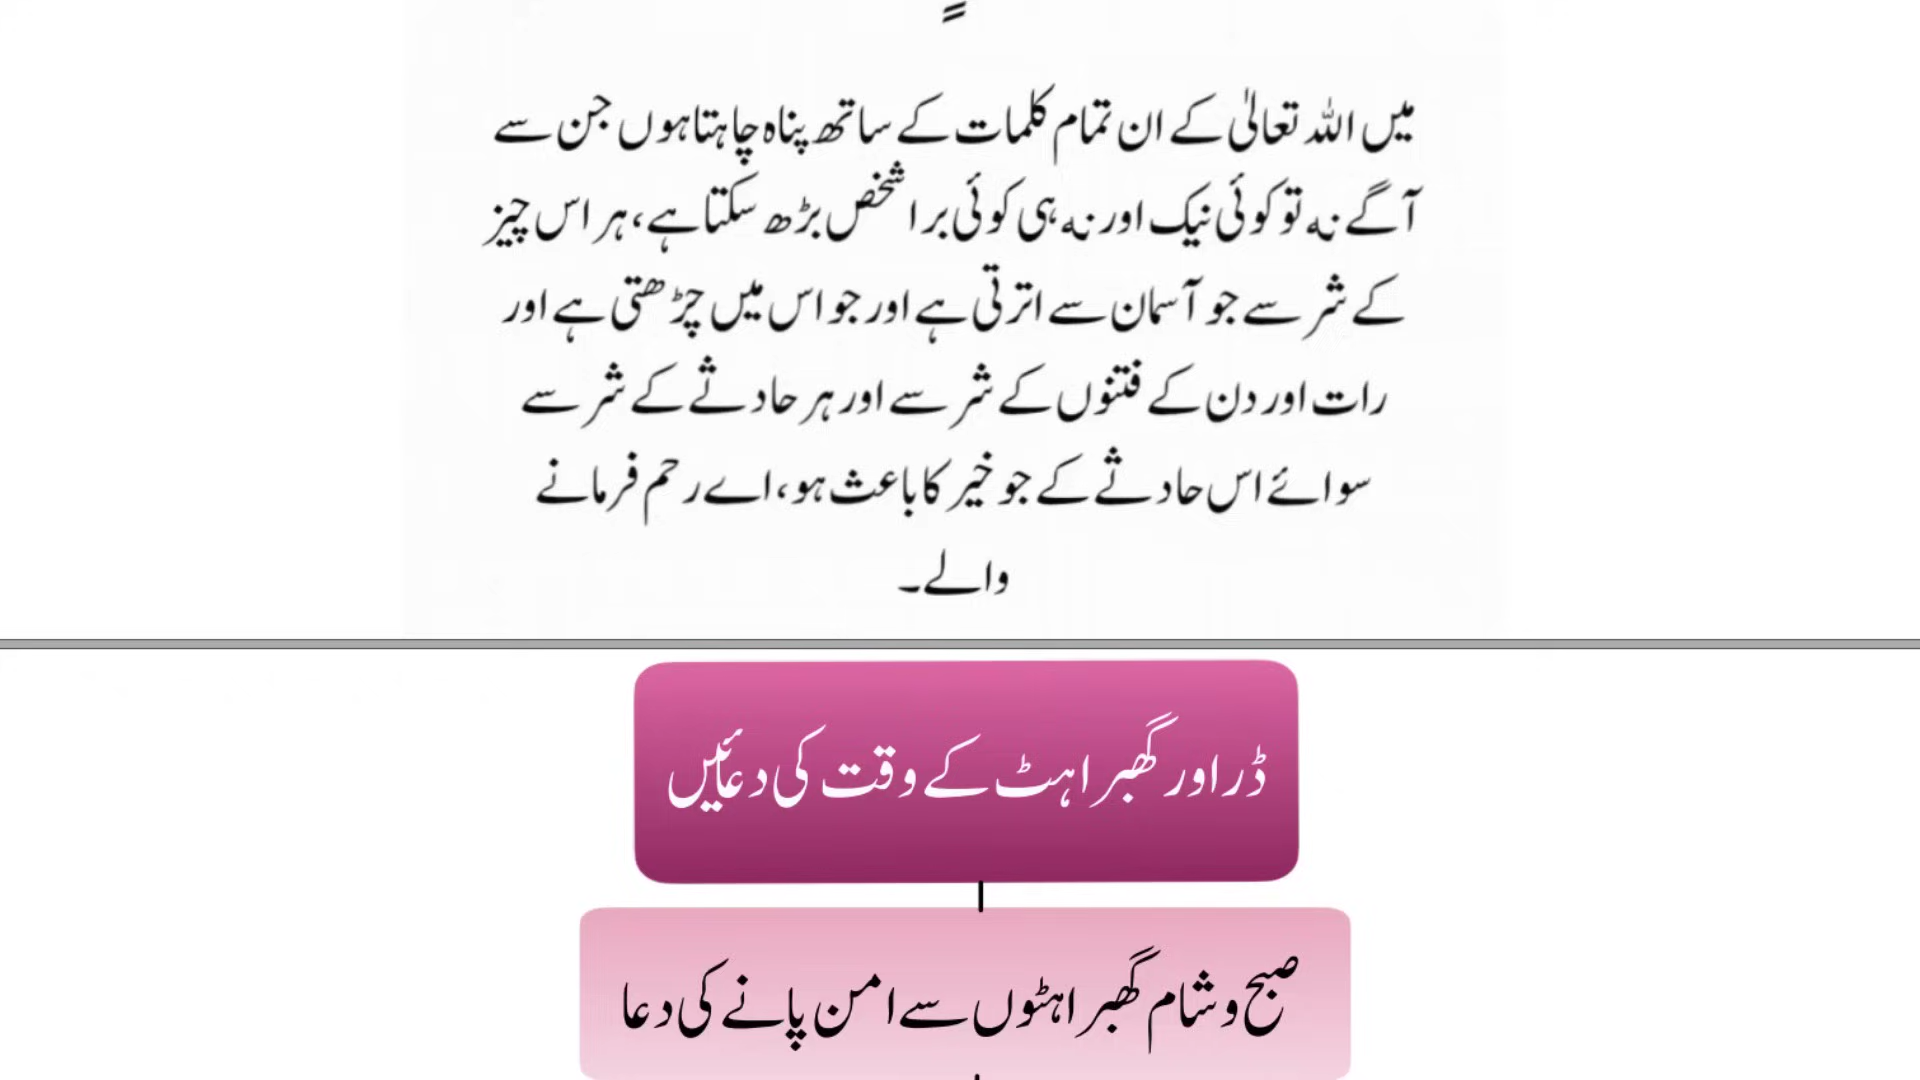 میں اللہ تعالیٰ کے ان تمام کلمات کے ساتھ پناہ چاہتا ہوں جن سے
آگے نہ تو کوئی نیک اور نہ ہی کوئی برا شخص بڑھ سکتا ہے، ہر اس چیز
کے شر سے جو آسمان سے اترتی ہے اور جو اس میں چڑھتی ہے اور
رات اور دن کے فتنوں کے شر سے اور ہر حادثے کے شر سے
سوائے اس حادثے کے جو خیر کا باعث ہو، اے رحم فرمانے
والے۔
ڈر اور گھبراہٹ کے وقت کی دعائیں
صبح و شام گھبراہٹوں سے امن پانے کی دعا